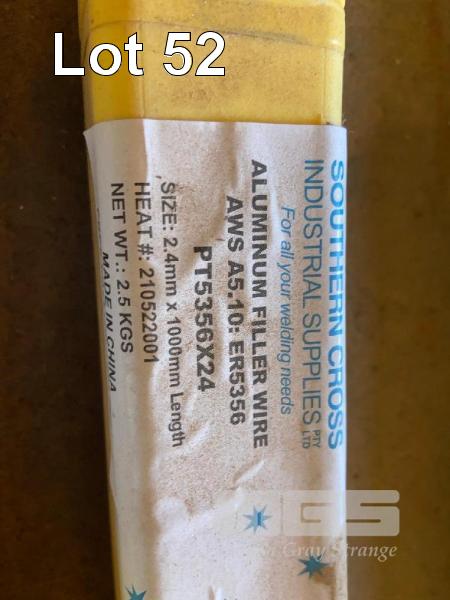 Lot 52
SOUTHERN CROSS
INDUSTRIAL SUPPLIES PTY LTD
For all your welding needs
ALUMINUM FILLER WIRE
AWS A5.10: ER5356
PT5356X24
SIZE: 2.4mm x 1000mm Length
HEAT #: 210522001
NET WT.: 2.5 KGS
MADE IN CHINA
GS
Gray Strange